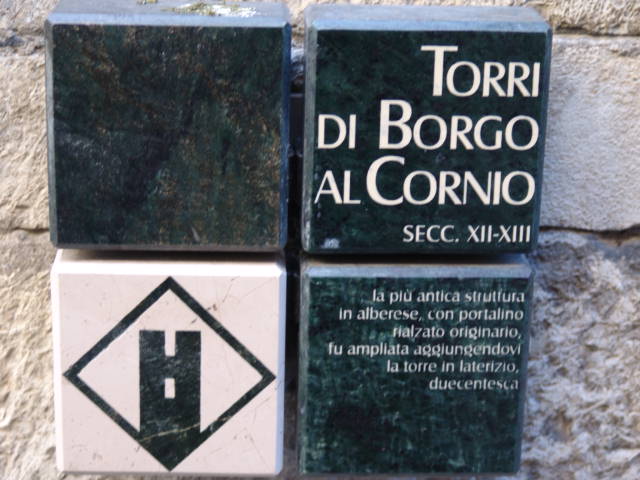 TORRI
DI BORGO
AL CORNIO
SECC. XII-XIII
la più antica struttura
in alberese, con portalino
rialzato originario,
fu ampliata aggiungendovi
la torre in laterizio,
duecentesca